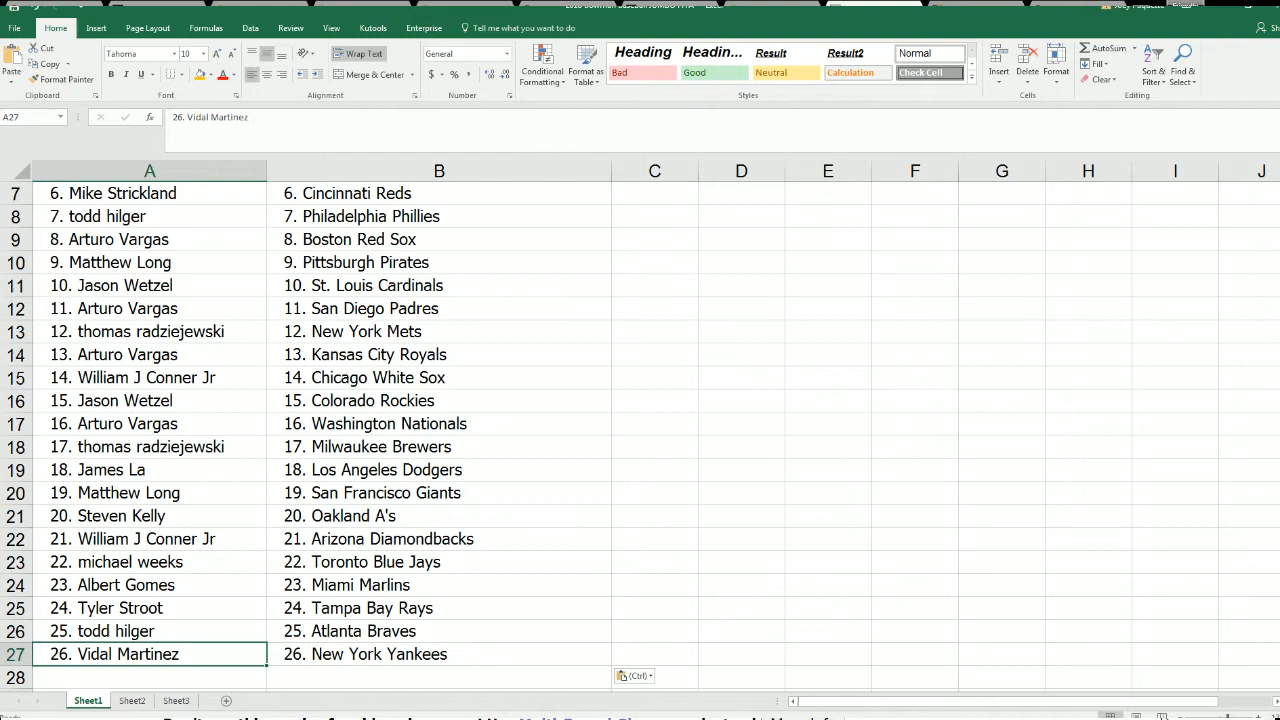 File Home Insert Page Layout Formulas Data Review View Kutools Enterprise Tell me what you want to do
Cut
Copy
Format Painter
Paste
Clipboard
Tahoma 10
B I U
Font
Wrap Text
Merge & Center
Alignment
General
$ % ,
Number
Conditional Formatting
Format as Table
Heading Headin... Result Result2 Normal
Bad Good Neutral Calculation Check Cell
Styles
Insert Delete Format
Cells
AutoSum
Fill
Clear
Sort & Filter
Find & Select
Editing
A27 fx 26. Vidal Martinez
A B C D E F G H I J
7 6. Mike Strickland 6. Cincinnati Reds
8 7. todd hilger 7. Philadelphia Phillies
9 8. Arturo Vargas 8. Boston Red Sox
10 9. Matthew Long 9. Pittsburgh Pirates
11 10. Jason Wetzel 10. St. Louis Cardinals
12 11. Arturo Vargas 11. San Diego Padres
13 12. thomas radziejewski 12. New York Mets
14 13. Arturo Vargas 13. Kansas City Royals
15 14. William J Conner Jr 14. Chicago White Sox
16 15. Jason Wetzel 15. Colorado Rockies
17 16. Arturo Vargas 16. Washington Nationals
18 17. thomas radziejewski 17. Milwaukee Brewers
19 18. James La 18. Los Angeles Dodgers
20 19. Matthew Long 19. San Francisco Giants
21 20. Steven Kelly 20. Oakland A's
22 21. William J Conner Jr 21. Arizona Diamondbacks
23 22. michael weeks 22. Toronto Blue Jays
24 23. Albert Gomes 23. Miami Marlins
25 24. Tyler Stroot 24. Tampa Bay Rays
26 25. todd hilger 25. Atlanta Braves
27 26. Vidal Martinez 26. New York Yankees
28
(Ctrl)
Sheet1 Sheet2 Sheet3